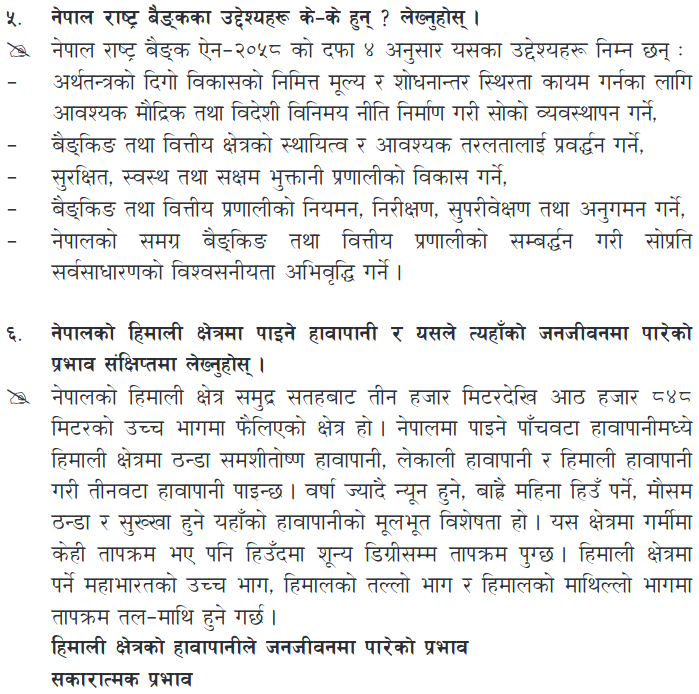 ५. नेपाल राष्ट्र बैङ्कका उद्देश्यहरू के-के हुन् ? लेख्नुहोस् ।
नेपाल राष्ट्र बैङ्क ऐन-२०५८ को दफा ४ अनुसार यसका उद्देश्यहरू निम्न छन् :
- अर्थतन्त्रको दिगो विकासको निमित्त मूल्य र शोधनान्तर स्थिरता कायम गर्नका लागि
आवश्यक मौद्रिक तथा विदेशी विनिमय नीति निर्माण गरी सोको व्यवस्थापन गर्ने,
- बैङ्किङ तथा वित्तीय क्षेत्रको स्थायित्व र आवश्यक तरलतालाई प्रवर्द्धन गर्ने,
- सुरक्षित, स्वस्थ तथा सक्षम भुक्तानी प्रणालीको विकास गर्ने,
- बैङ्किङ तथा वित्तीय प्रणालीको नियमन, निरीक्षण, सुपरीवेक्षण तथा अनुगमन गर्ने,
- नेपालको समग्र बैङ्किङ तथा वित्तीय प्रणालीको सम्बर्द्धन गरी सोप्रति
सर्वसाधारणको विश्वसनीयता अभिवृद्धि गर्ने ।
६. नेपालको हिमाली क्षेत्रमा पाइने हावापानी र यसले त्यहाँको जनजीवनमा पारेको
प्रभाव संक्षिप्तमा लेख्नुहोस् ।
नेपालको हिमाली क्षेत्र समुद्र सतहबाट तीन हजार मिटरदेखि आठ हजार ८४८
मिटरको उच्च भागमा फैलिएको क्षेत्र हो । नेपालमा पाइने पाँचवटा हावापानीमध्ये
हिमाली क्षेत्रमा ठन्डा समशीतोष्ण हावापानी, लेकाली हावापानी र हिमाली हावापानी
गरी तीनवटा हावापानी पाइन्छ । वर्षा ज्यादै न्यून हुने, बाह्रै महिना हिउँ पर्ने, मौसम
ठन्डा र सुख्खा हुने यहाँको हावापानीको मूलभूत विशेषता हो । यस क्षेत्रमा गर्मीमा
केही तापक्रम भए पनि हिउँदमा शून्य डिग्रीसम्म तापक्रम पुग्छ । हिमाली क्षेत्रमा
पर्ने महाभारतको उच्च भाग, हिमालको तल्लो भाग र हिमालको माथिल्लो भागमा
तापक्रम तल-माथि हुने गर्छ ।
हिमाली क्षेत्रको हावापानीले जनजीवनमा पारेको प्रभाव
सकारात्मक प्रभाव